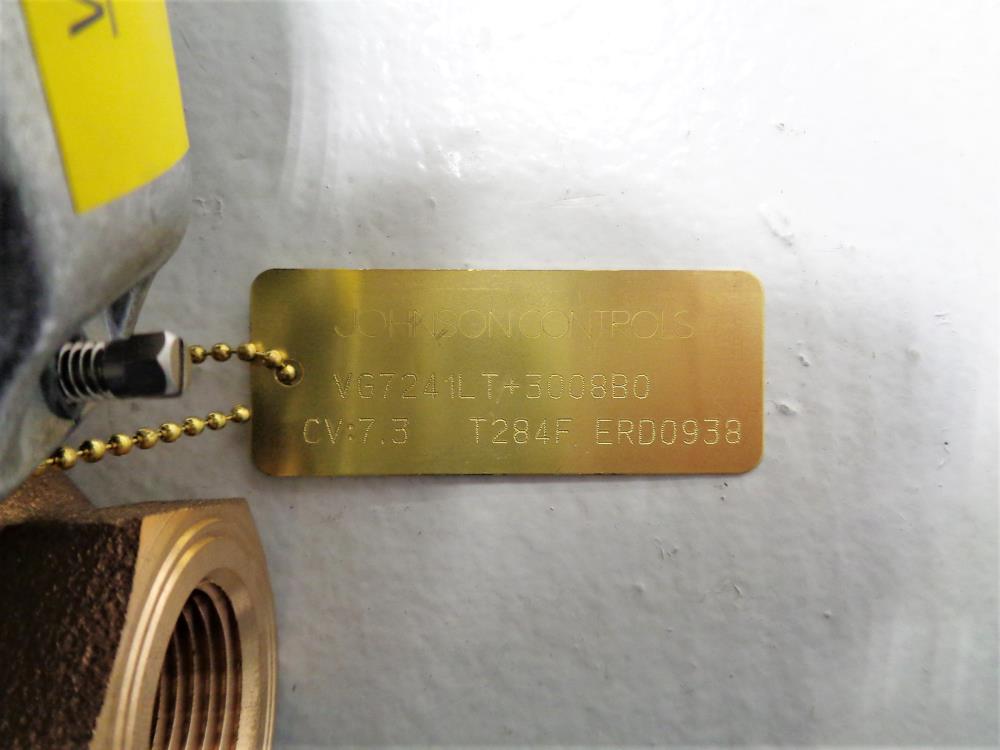 V
JOHNSON CONTROLS
VG7241LT+3008B0
CV:7.3 T284F ERD0938